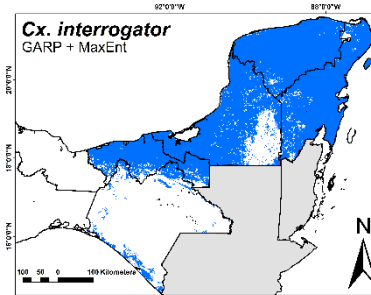 92°0'0"W 88°0'0"W
Cx. interrogator
GARP + MaxEnt
20°0'0"N
18°0'0"N
16°0'0"N
N
100 50 0 100 Kilometers